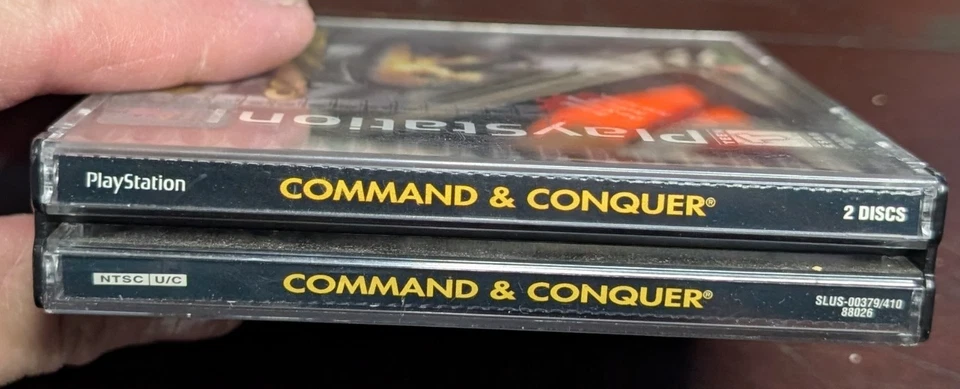 PlayStation
PlayStation COMMAND & CONQUER® 2 DISCS
NTSC U/C COMMAND & CONQUER® SLUS-00379/410
88026